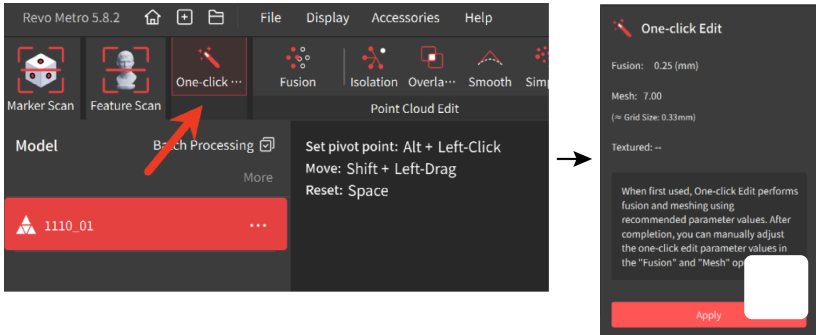 Revo Metro 5.8.2 File Display Accessories Help
Marker Scan Feature Scan One-click ··· Fusion Isolation Overla··· Smooth
Point Cloud Edit
Model Batch Processing
More
1110_01 ···
Set pivot point: Alt + Left-Click
Move: Shift + Left-Drag
Reset: Space
One-click Edit
Fusion: 0.25 (mm)
Mesh: 7.00
(≈ Grid Size: 0.33mm)
Textured: --
When first used, One-click Edit performs
fusion and meshing using
recommended parameter values. After
completion, you can manually adjust
the one-click edit parameter values in
the "Fusion" and "Mesh"
Apply